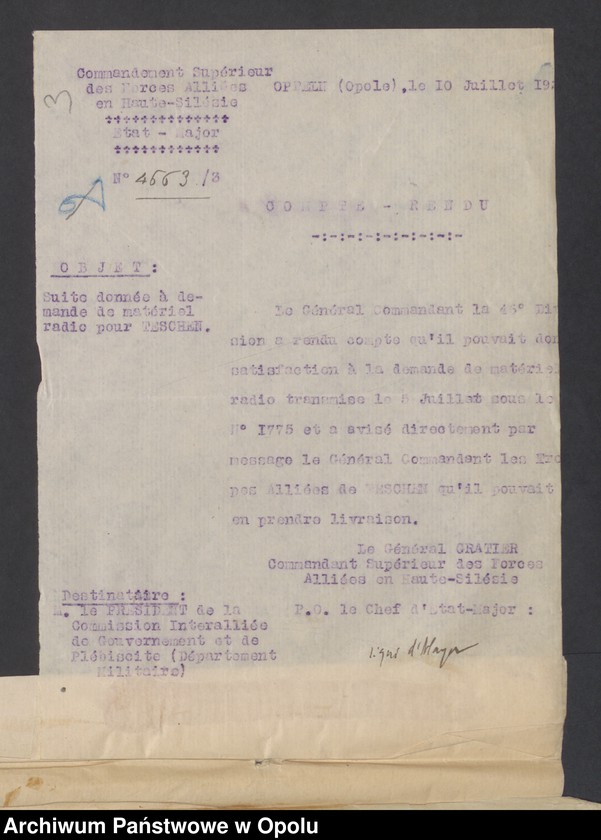 Commandement Supérieur
des Forces Alliées
en Haute-Silésie
OPPELN (Opole), le 10 Juillet 19
Etat - Major
3
N° 4663 /3
COMPTE - RENDU
OBJET :
Suite donnée à de-
mande de matériel
radio pour TESCHEN.
Le Général Commandant la 46° Di
sion a rendu compte qu'il pouvait don
satisfaction à la demande de matériel
radio transmise le 5 Juillet sous le
N° 1775 et a avisé directement par
message le Général Commandant les Tro
pes Alliées de TESCHEN qu'il pouvait
en prendre livraison.
Le Général GRATIER
Commandant Supérieur des Forces
Alliées en Haute-Silésie
Destinataire :
M. le PRESIDENT de la
Commission Interalliée
de Gouvernement et de
Plébiscite (Département
Militaire)
P.O. le Chef d'Etat-Major :
Archiwum Państwowe w Opolu